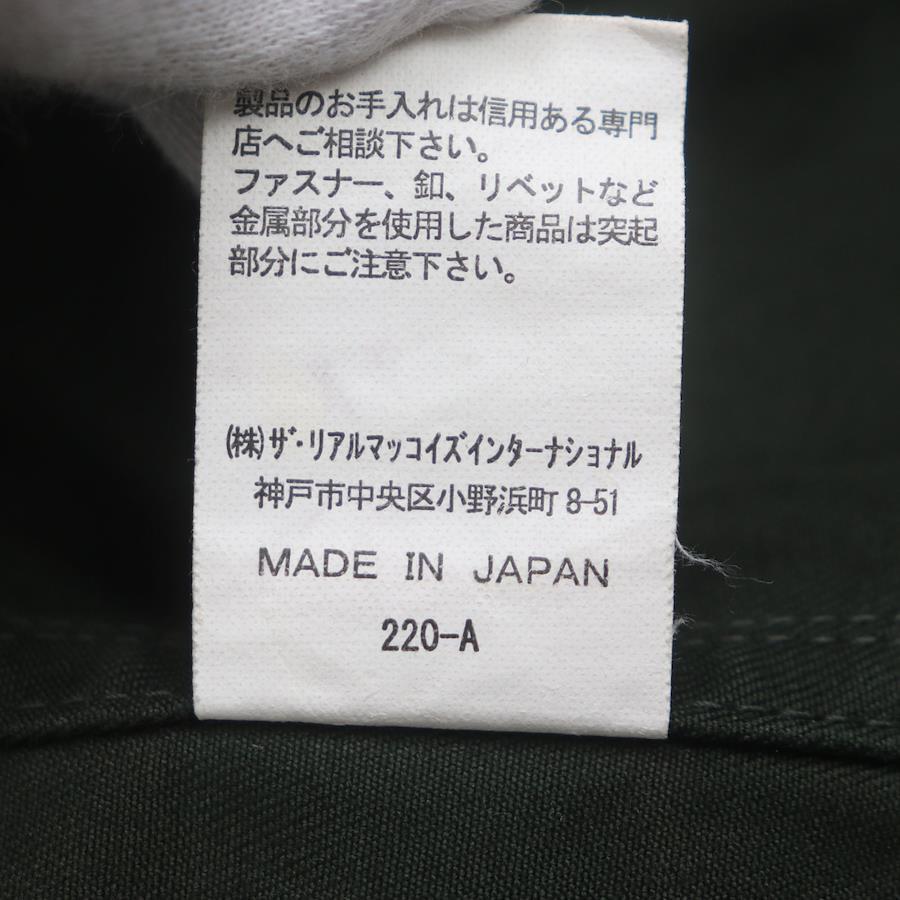 製品のお手入れは信用ある専門
店へご相談下さい。
ファスナー、釦、リベットなど
金属部分を使用した商品は突起
部分にご注意下さい。
(株)ザ・リアルマッコイズインターナショナル
神戸市中央区小野浜町 8-51
MADE IN JAPAN
220-A